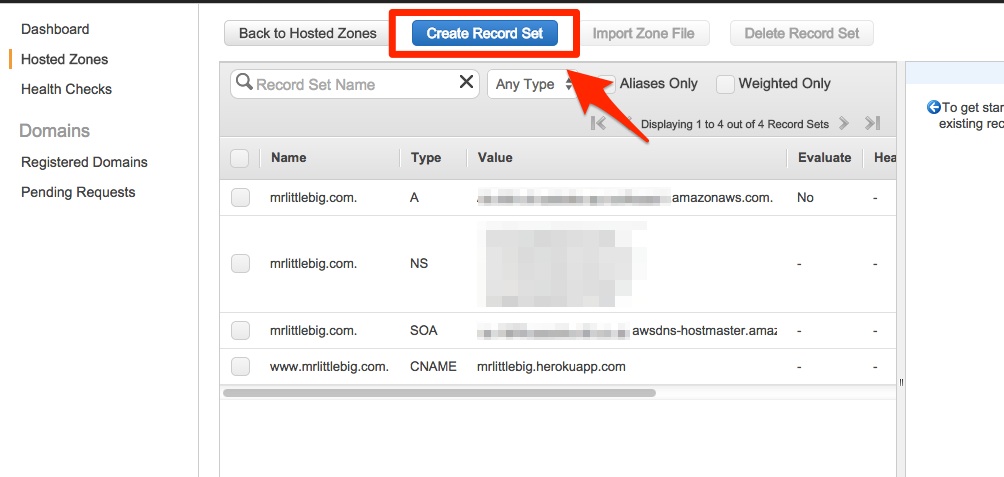 Dashboard
Hosted Zones
Health Checks
Domains
Registered Domains
Pending Requests
Back to Hosted Zones Create Record Set Import Zone File Delete Record Set
Record Set Name Any Type Aliases Only Weighted Only
Displaying 1 to 4 out of 4 Record Sets
Name Type Value Evaluate Hea
mrlittlebig.com. A amazonaws.com. No -
mrlittlebig.com. NS - -
mrlittlebig.com. SOA awsdns-hostmaster.amaz - -
www.mrlittlebig.com. CNAME mrlittlebig.herokuapp.com - -
To get star
existing rec